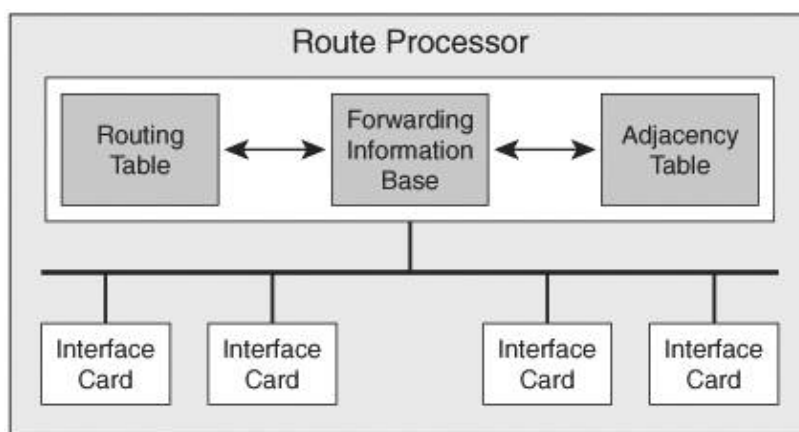 Route Processor
Routing
Table
Forwarding
Information
Base
Adjacency
Table
Interface
Card
Interface
Card
Interface
Card
Interface
Card